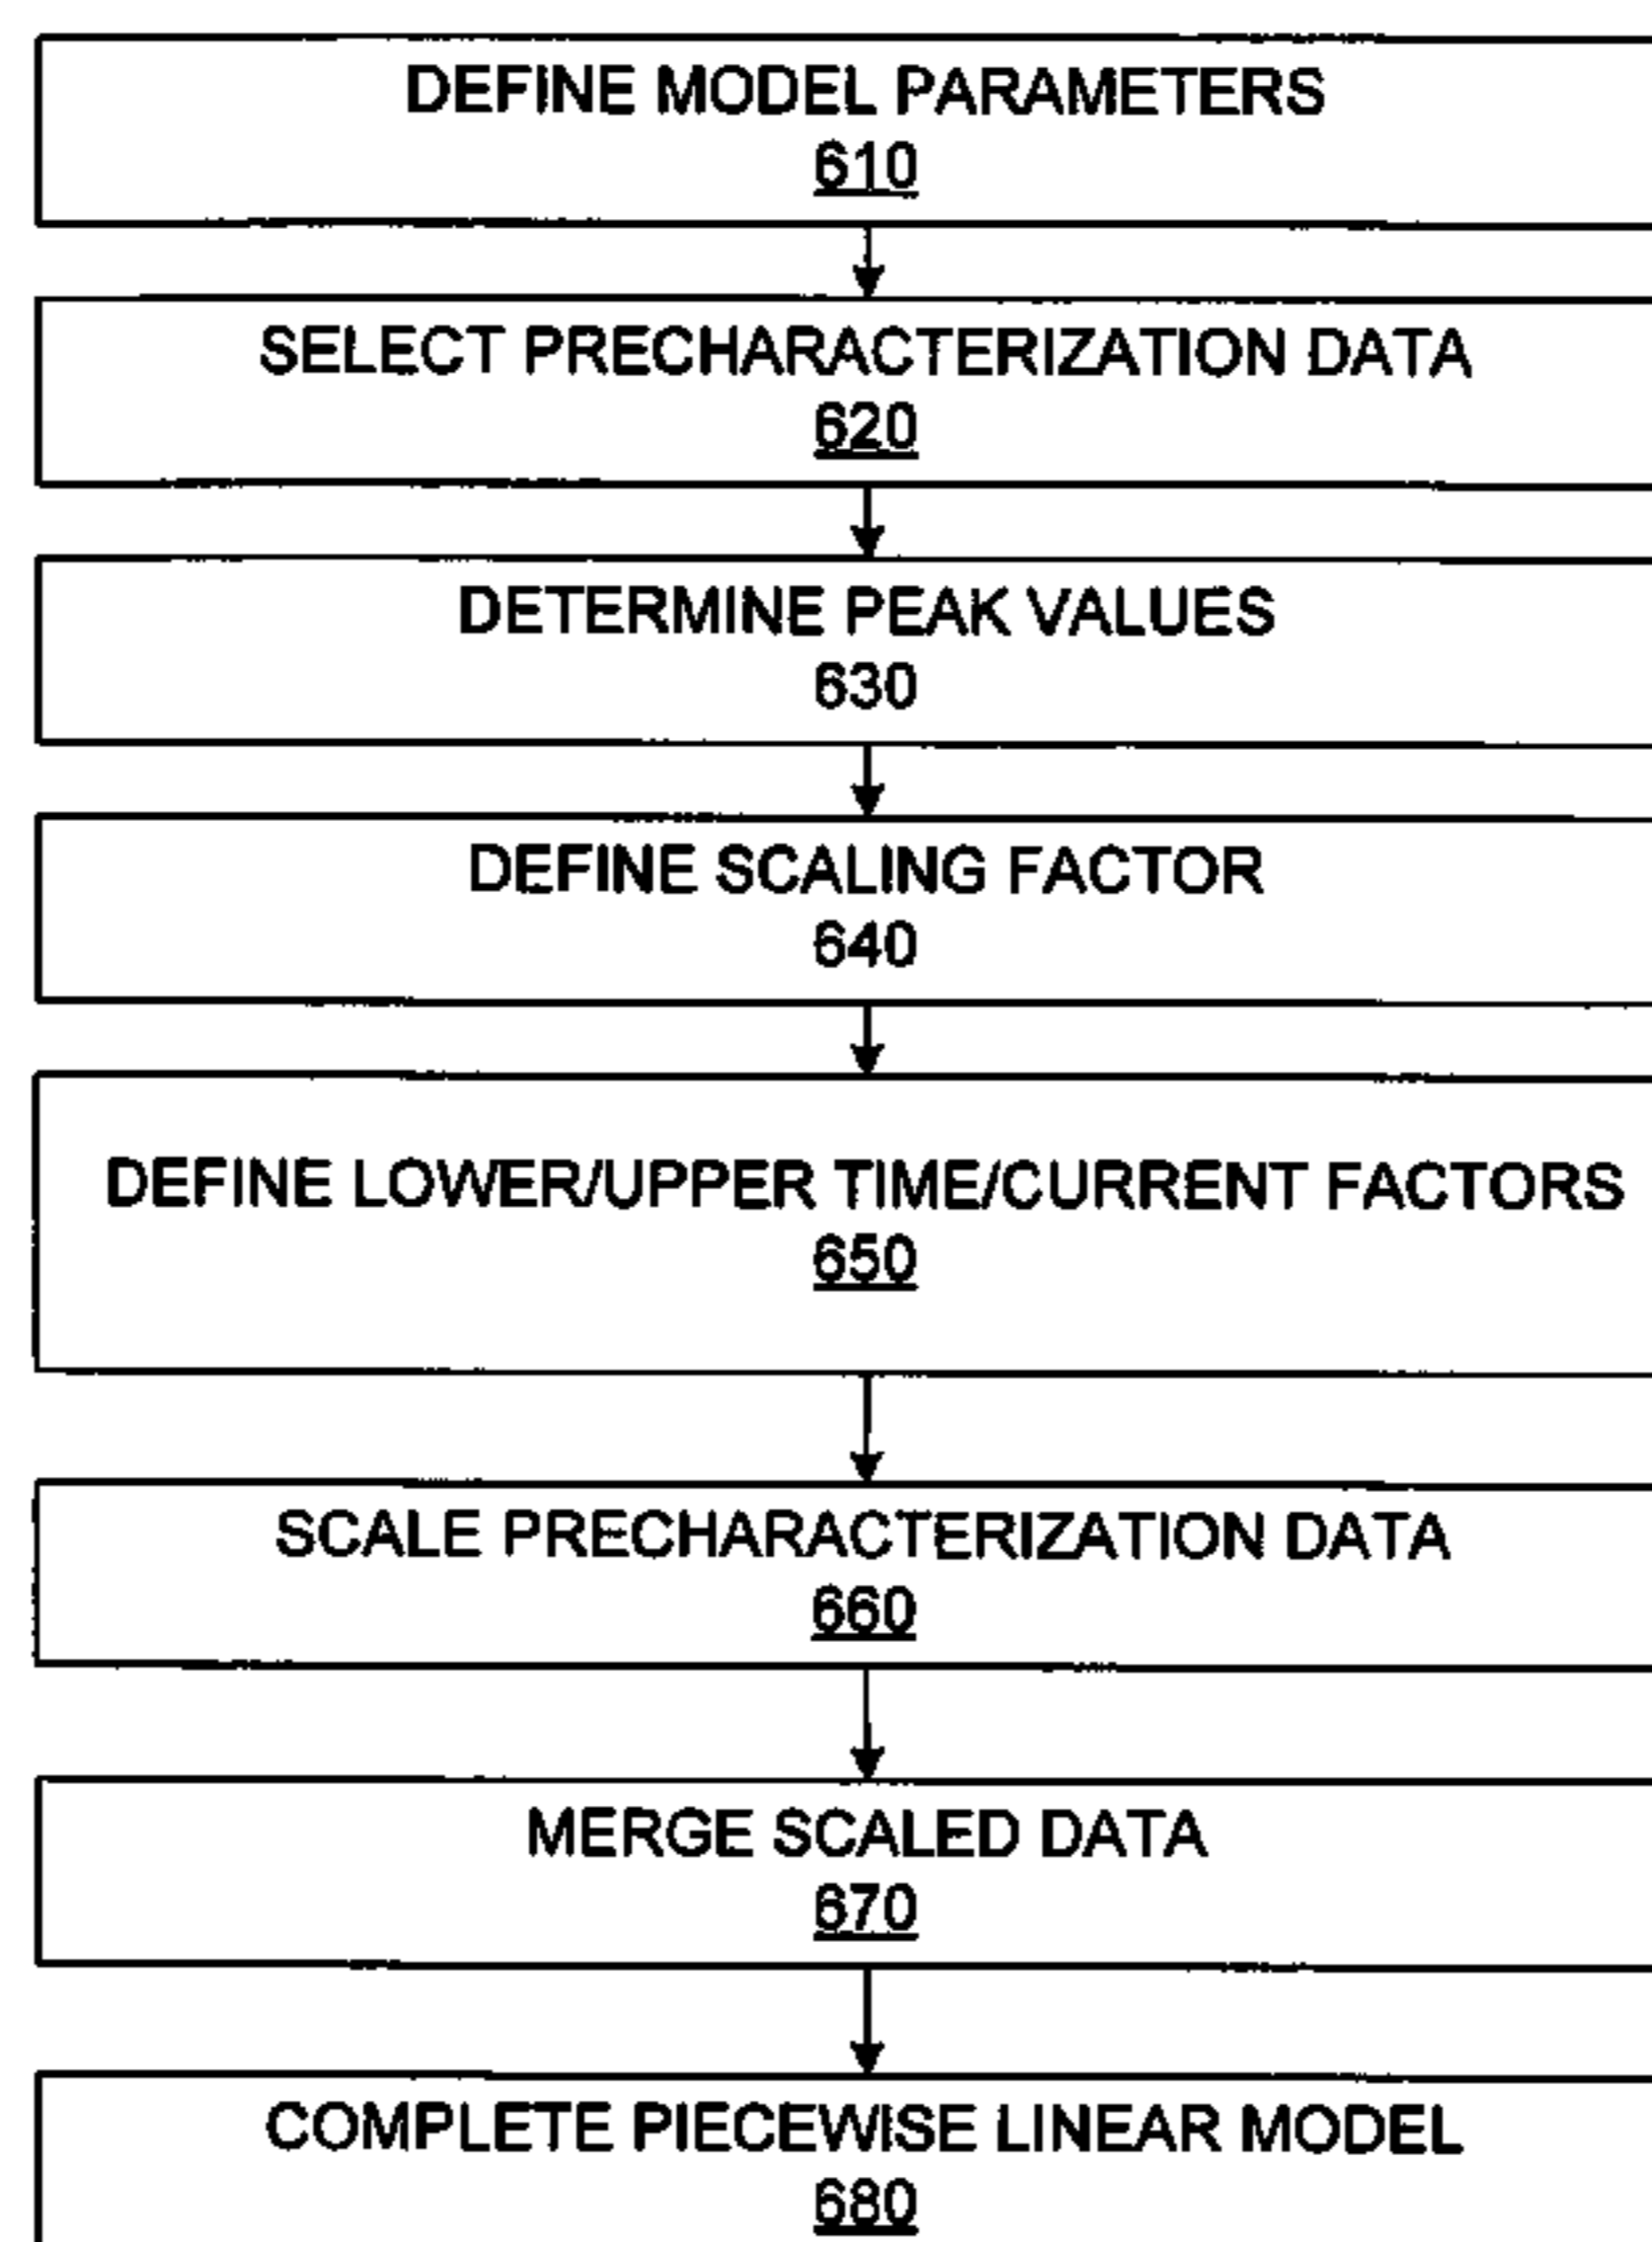 DEFINE MODEL PARAMETERS
610
SELECT PRECHARACTERIZATION DATA
620
DETERMINE PEAK VALUES
630
DEFINE SCALING FACTOR
640
DEFINE LOWER/UPPER TIME/CURRENT FACTORS
650
SCALE PRECHARACTERIZATION DATA
660
MERGE SCALED DATA
670
COMPLETE PIECEWISE LINEAR MODEL
680